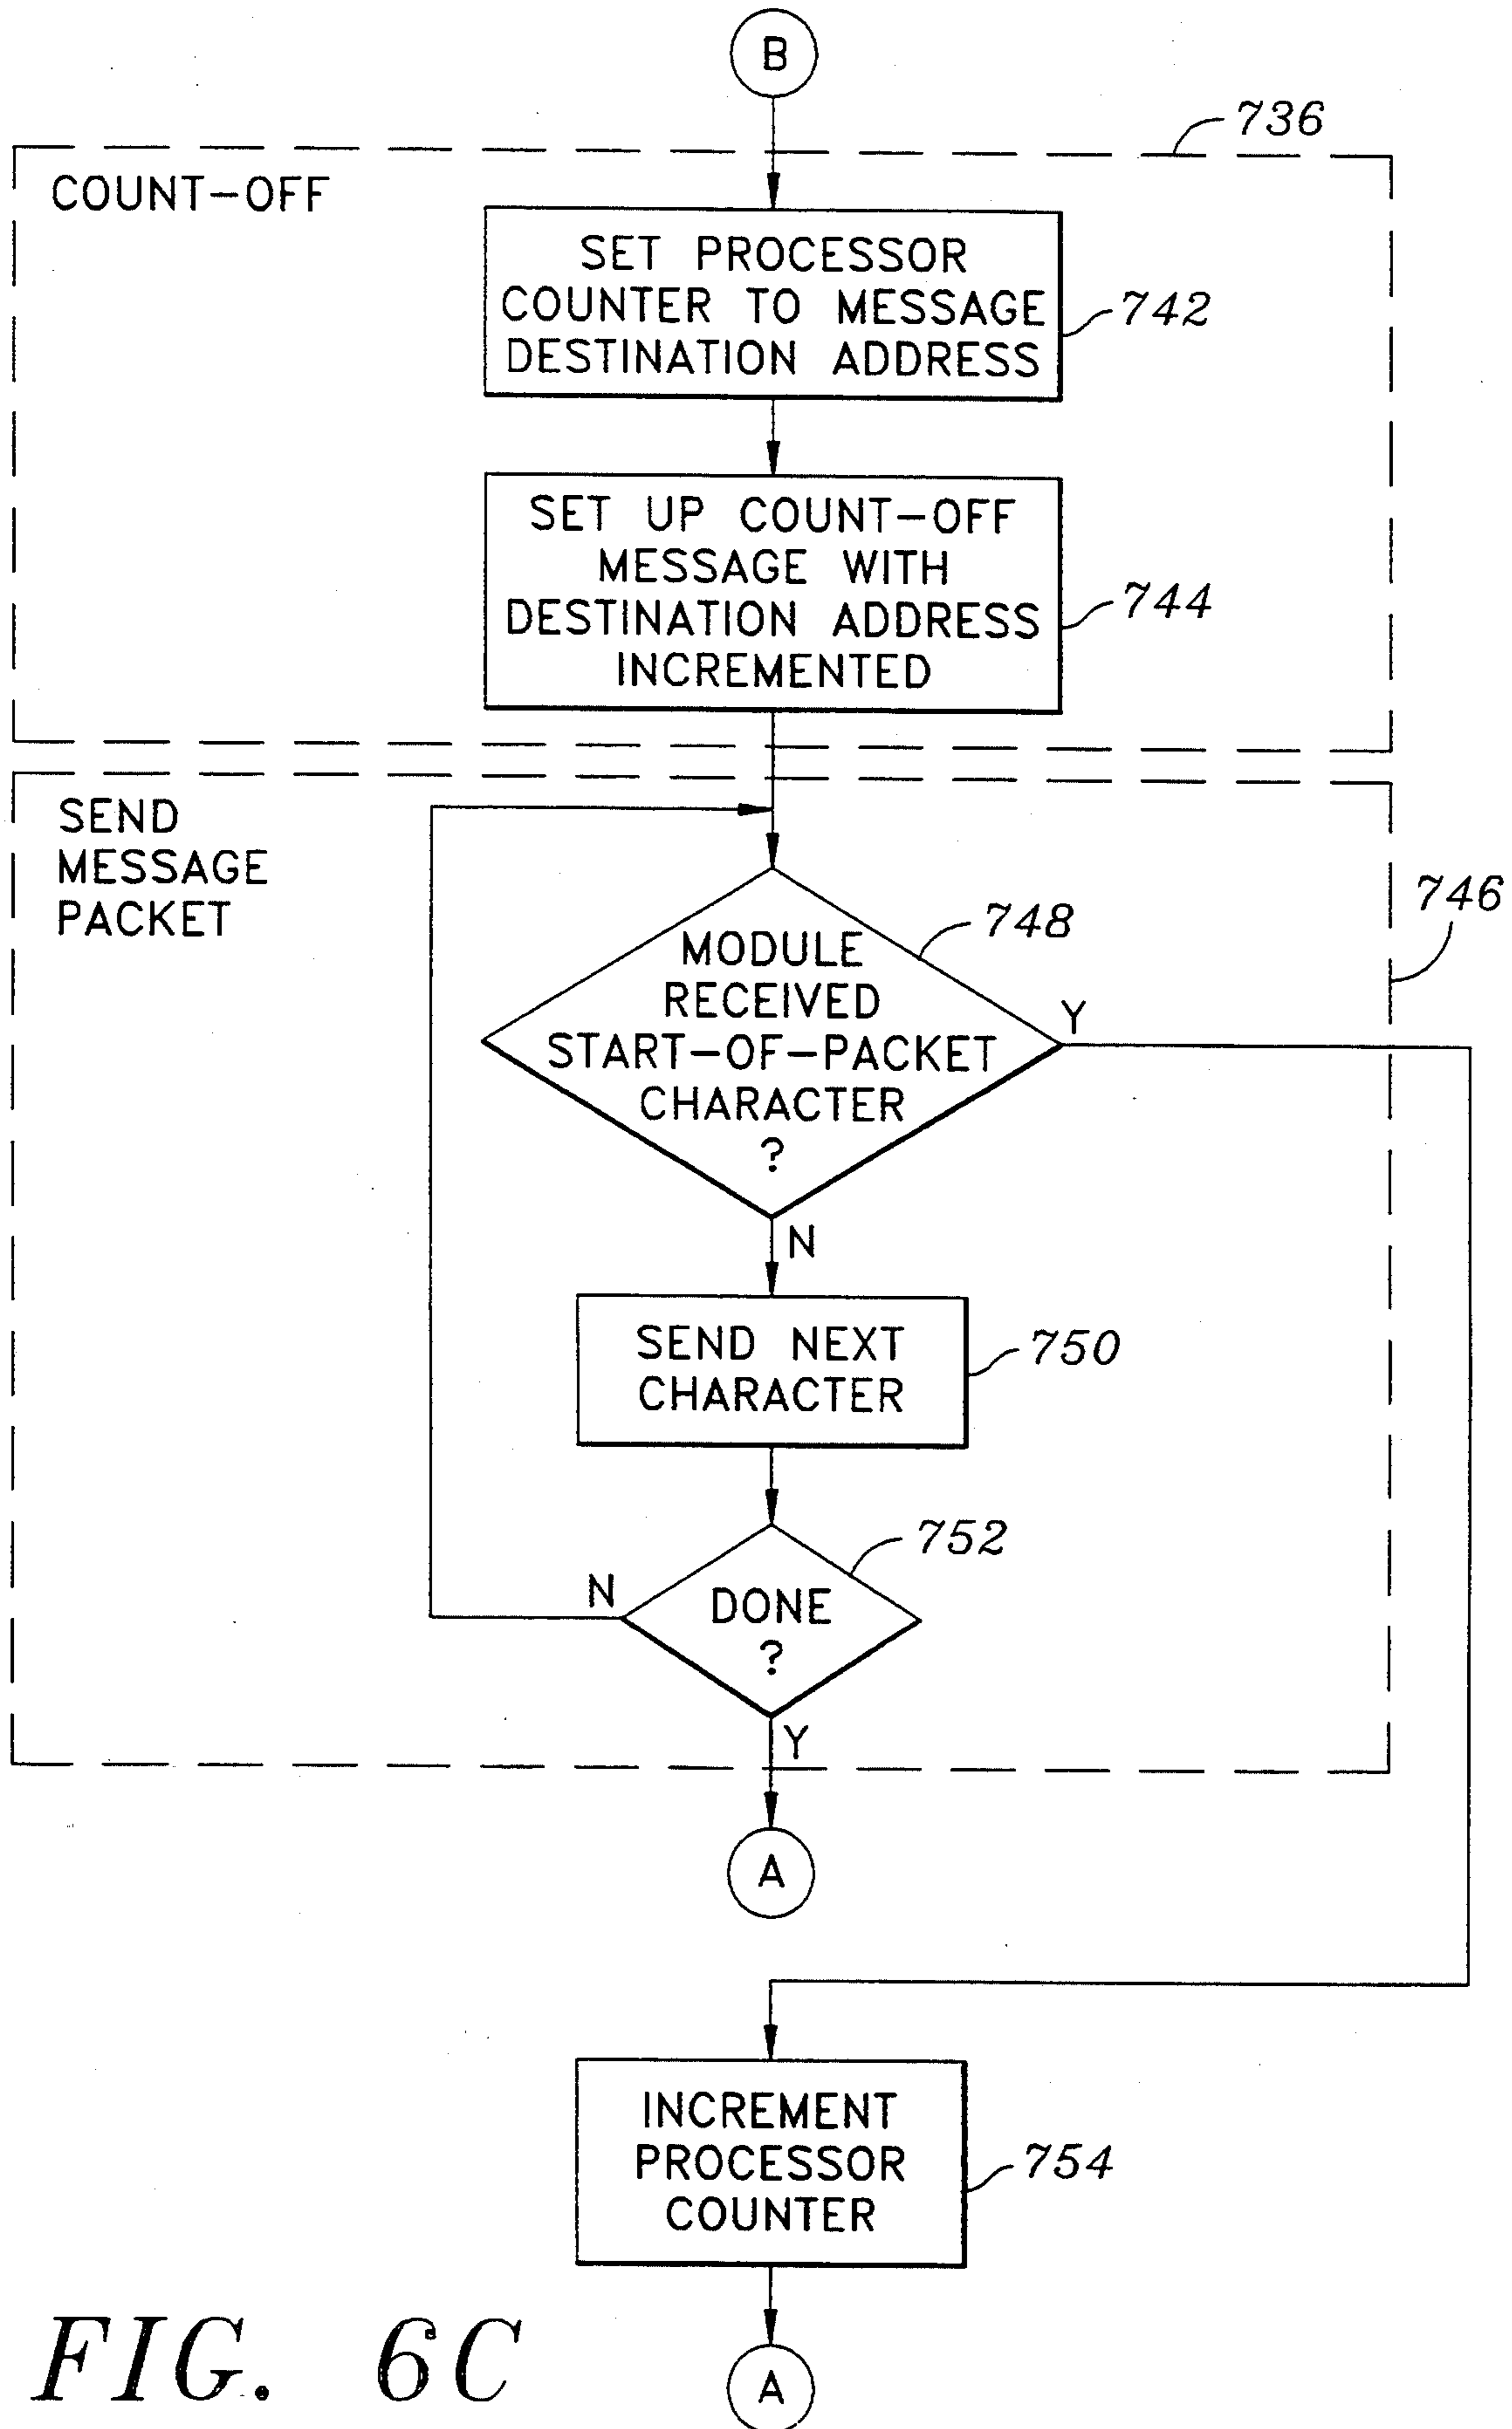 B
736
COUNT-OFF
SET PROCESSOR
COUNTER TO MESSAGE
DESTINATION ADDRESS
742
SET UP COUNT-OFF
MESSAGE WITH
DESTINATION ADDRESS
INCREMENTED
744
SEND
MESSAGE
PACKET
746
748
MODULE
RECEIVED
START-OF-PACKET
CHARACTER
?
Y
N
SEND NEXT
CHARACTER
750
752
N
DONE
?
Y
A
INCREMENT
PROCESSOR
COUNTER
754
A
FIG. 6C